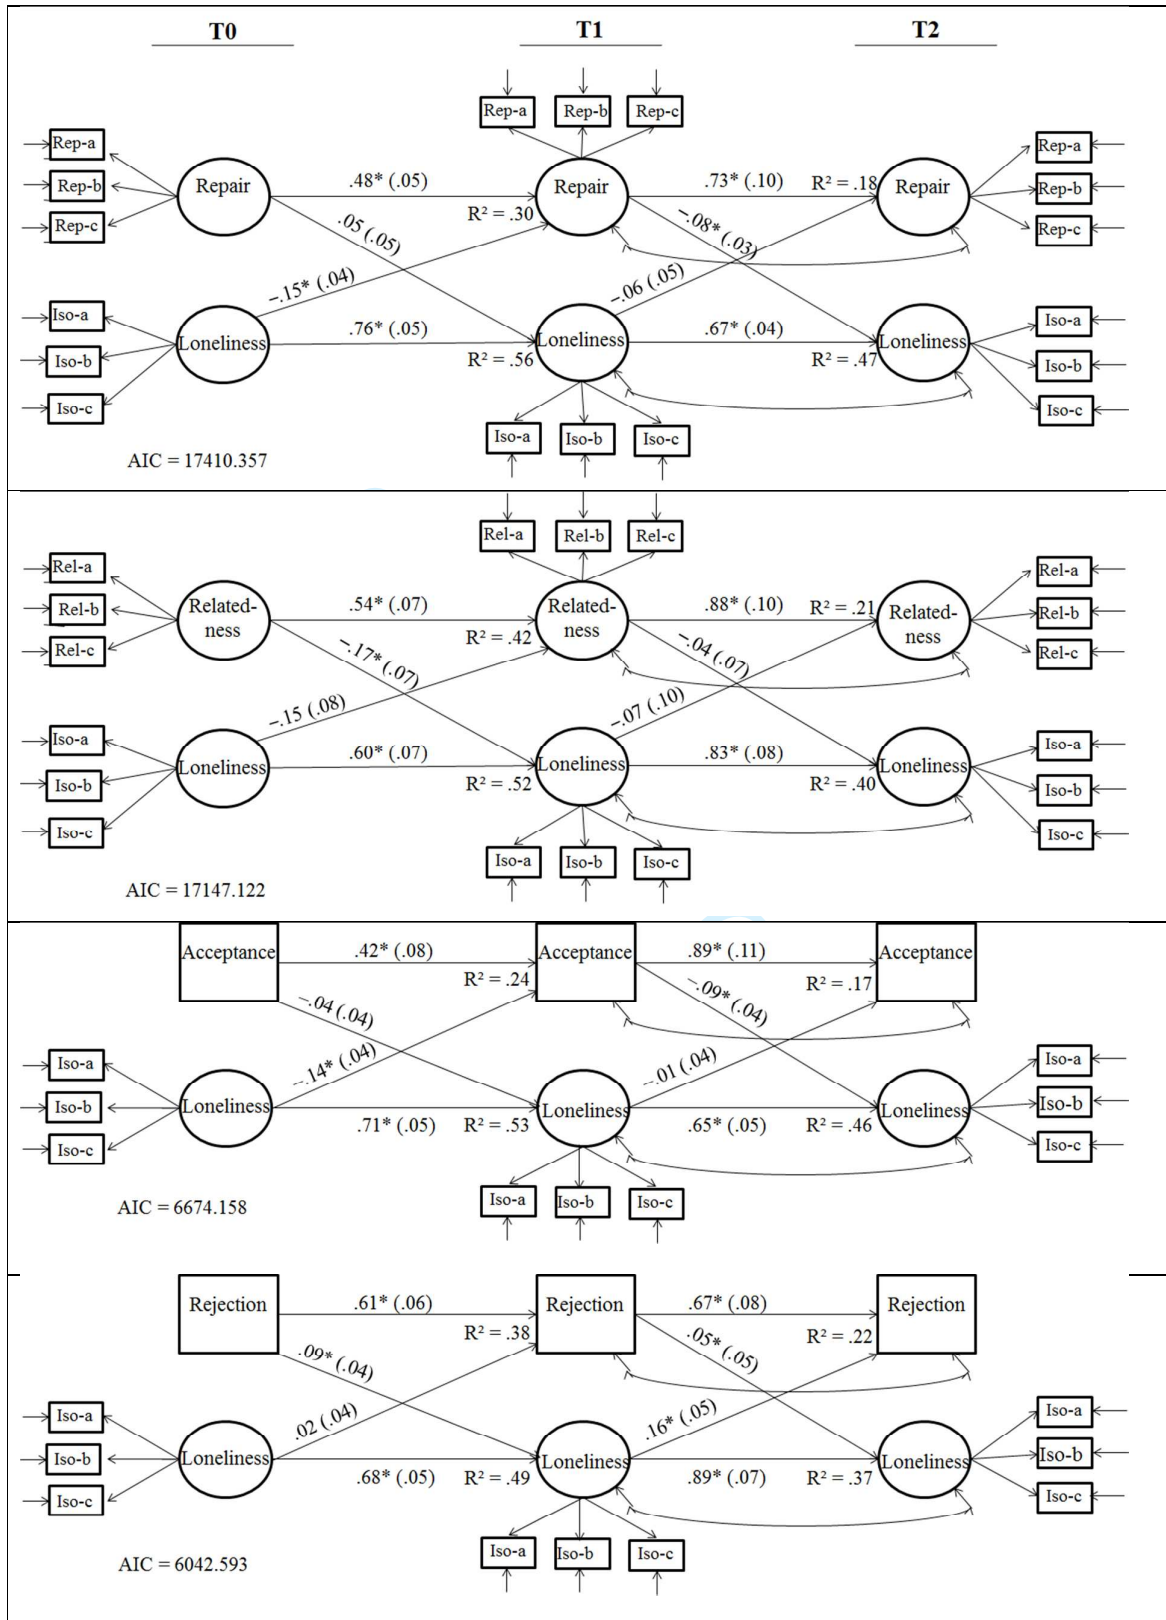 T0 T1 T2
Rep-a Rep-b Rep-c
Rep-a Rep-a
Rep-b Repair .48* (.05) Repair .73* (.10) R² = .18 Repair Rep-b
Rep-c R² = .30 Rep-c
.05 (.05) −.08* (.03)
−.15* (.04) −.06 (.05)
Iso-a Iso-a
Iso-b Loneliness .76* (.05) Loneliness .67* (.04) Loneliness Iso-b
R² = .56 R² = .47
Iso-c Iso-c
Iso-a Iso-b Iso-c
AIC = 17410.357
Rel-a Rel-b Rel-c
Rel-a Rel-a
Rel-b Related-ness .54* (.07) Related-ness .88* (.10) R² = .21 Related-ness Rel-b
Rel-c R² = .42 Rel-c
−.17* (.07) −.04 (.07)
−.15 (.08) −.07 (.10)
Iso-a Iso-a
Iso-b Loneliness .60* (.07) Loneliness .83* (.08) Loneliness Iso-b
R² = .52 R² = .40
Iso-c Iso-c
Iso-a Iso-b Iso-c
AIC = 17147.122
Acceptance .42* (.08) Acceptance .89* (.11) Acceptance
R² = .24 R² = .17
−.04 (.04) −.09* (.04)
−.14* (.04) −.01 (.04)
Iso-a Iso-a
Iso-b Loneliness Loneliness Loneliness Iso-b
.71* (.05) R² = .53 .65* (.05) R² = .46
Iso-c Iso-c
Iso-a Iso-b Iso-c
AIC = 6674.158
Rejection .61* (.06) Rejection .67* (.08) Rejection
R² = .38 R² = .22
.09* (.04) .05* (.05)
.02 (.04) .16* (.05)
Iso-a Iso-a
Iso-b Loneliness Loneliness Loneliness Iso-b
.68* (.05) R² = .49 .89* (.07) R² = .37
Iso-c Iso-c
Iso-a Iso-b Iso-c
AIC = 6042.593